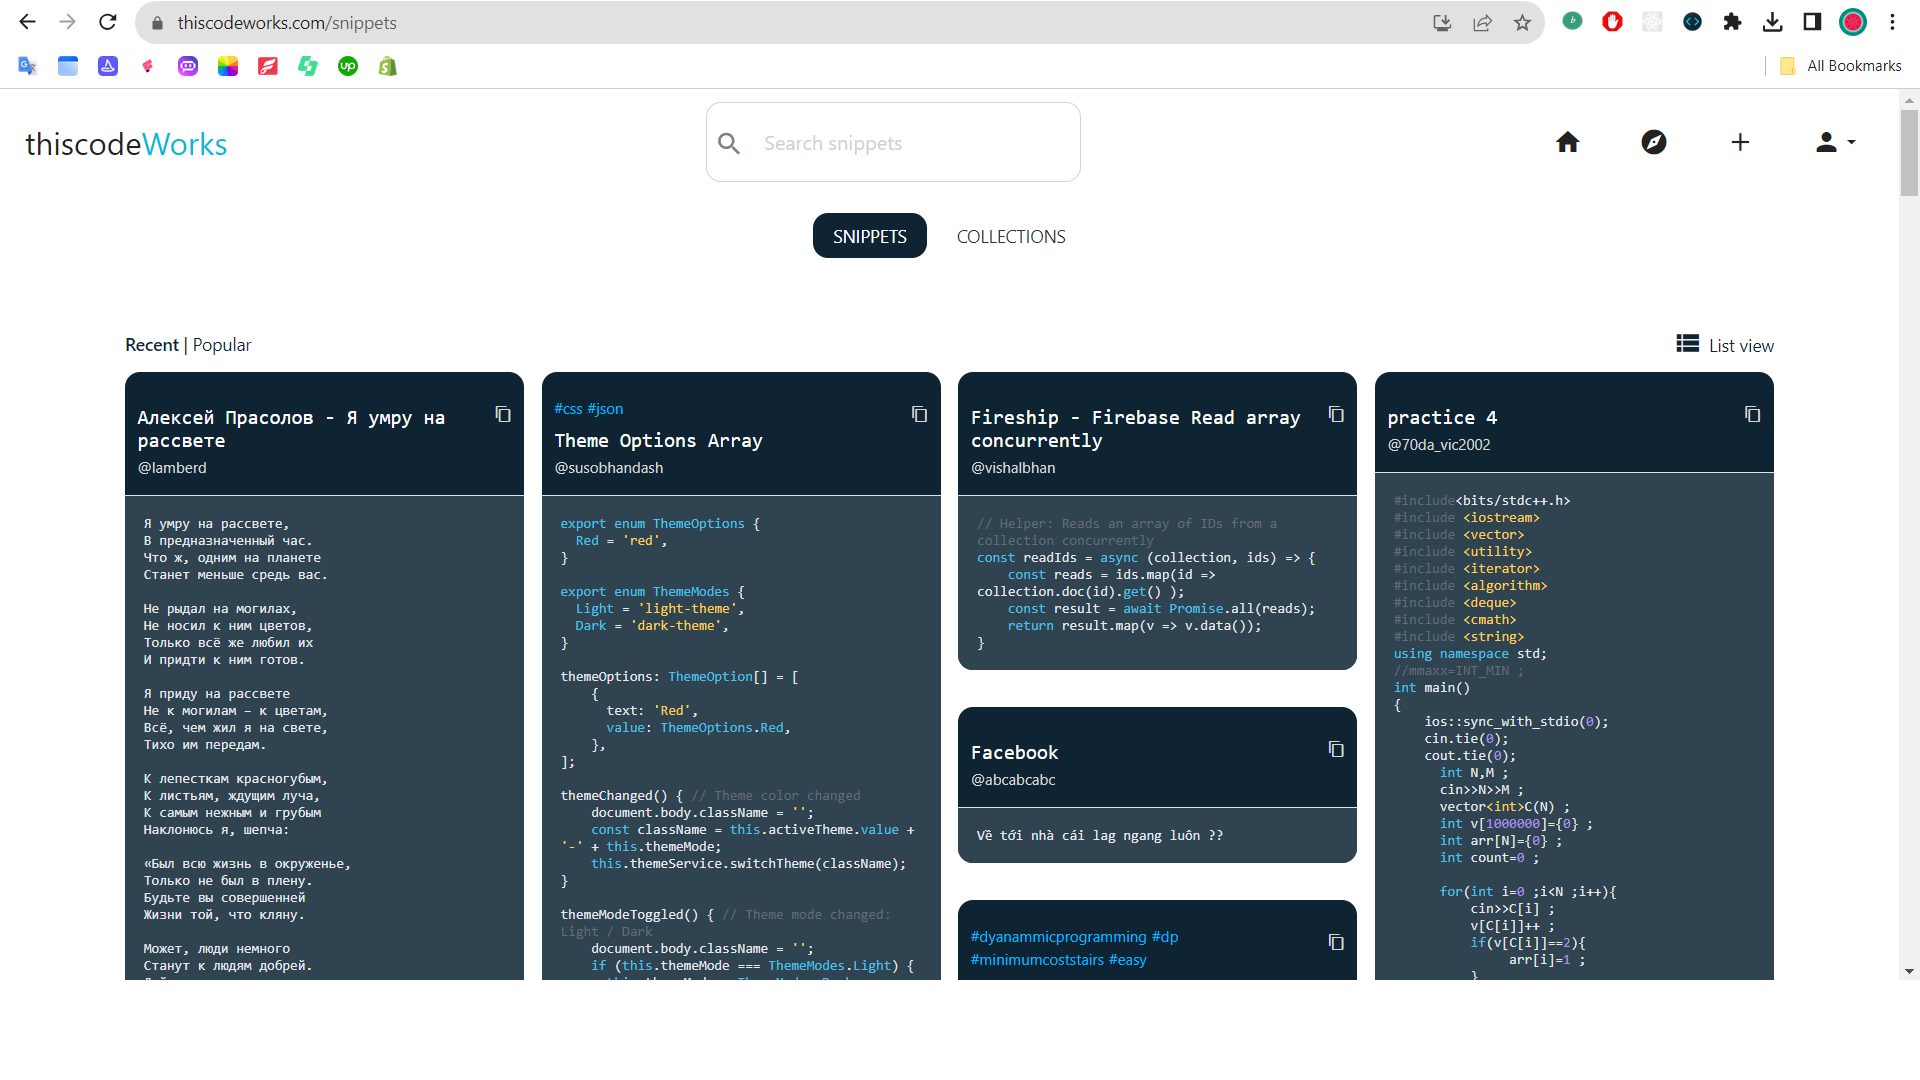 thiscodeworks.com/snippets
All Bookmarks
thiscodeWorks
Search snippets
SNIPPETS
COLLECTIONS
Recent | Popular
List view
Алексей Прасолов - Я умру на
рассвете
@lamberd
Я умру на рассвете,
В предназначенный час.
Что ж, одним на планете
Станет меньше средь вас.
Не рыдал на могилах,
Не носил к ним цветов,
Только всё же любил их
И придти к ним готов.
Я приду на рассвете
Не к могилам – к цветам,
Всё, чем жил я на свете,
Тихо им передам.
К лепесткам красногубым,
К листьям, ждущим луча,
К самым нежным и грубым
Наклонюсь я, шепча:
«Был всю жизнь в окруженье,
Только не был в плену.
Будьте вы совершенней
Жизни той, что кляну.
Может, люди немного
Станут к людям добрей.
#css #json
Theme Options Array
@susobhandash
export enum ThemeOptions {
Red = 'red',
}
export enum ThemeModes {
Light = 'light-theme',
Dark = 'dark-theme',
}
themeOptions: ThemeOption[] = [
{
text: 'Red',
value: ThemeOptions.Red,
},
];
themeChanged() { // Theme color changed
document.body.className = '';
const className = this.activeTheme.value +
'-' + this.themeMode;
this.themeService.switchTheme(className);
}
themeModeToggled() { // Theme mode changed:
Light / Dark
document.body.className = '';
if (this.themeMode === ThemeModes.Light) {
Fireship - Firebase Read array
concurrently
@vishalbhan
// Helper: Reads an array of IDs from a
collection concurrently
const readIds = async (collection, ids) => {
const reads = ids.map(id =>
collection.doc(id).get() );
const result = await Promise.all(reads);
return result.map(v => v.data());
}
Facebook
@abcabcabc
Về tới nhà cái lag ngang luôn ??
#dyanammicprogramming #dp
#minimumcoststairs #easy
practice 4
@70da_vic2002
#include<bits/stdc++.h>
#include <iostream>
#include <vector>
#include <utility>
#include <iterator>
#include <algorithm>
#include <deque>
#include <cmath>
#include <string>
using namespace std;
//mmaxx=INT_MIN ;
int main()
{
ios::sync_with_stdio(0);
cin.tie(0);
cout.tie(0);
int N,M ;
cin>>N>>M ;
vector<int>C(N) ;
int v[1000000]={0} ;
int arr[N]={0} ;
int count=0 ;
for(int i=0 ;i<N ;i++){
cin>>C[i] ;
v[C[i]]++ ;
if(v[C[i]]==2){
arr[i]=1 ;
}